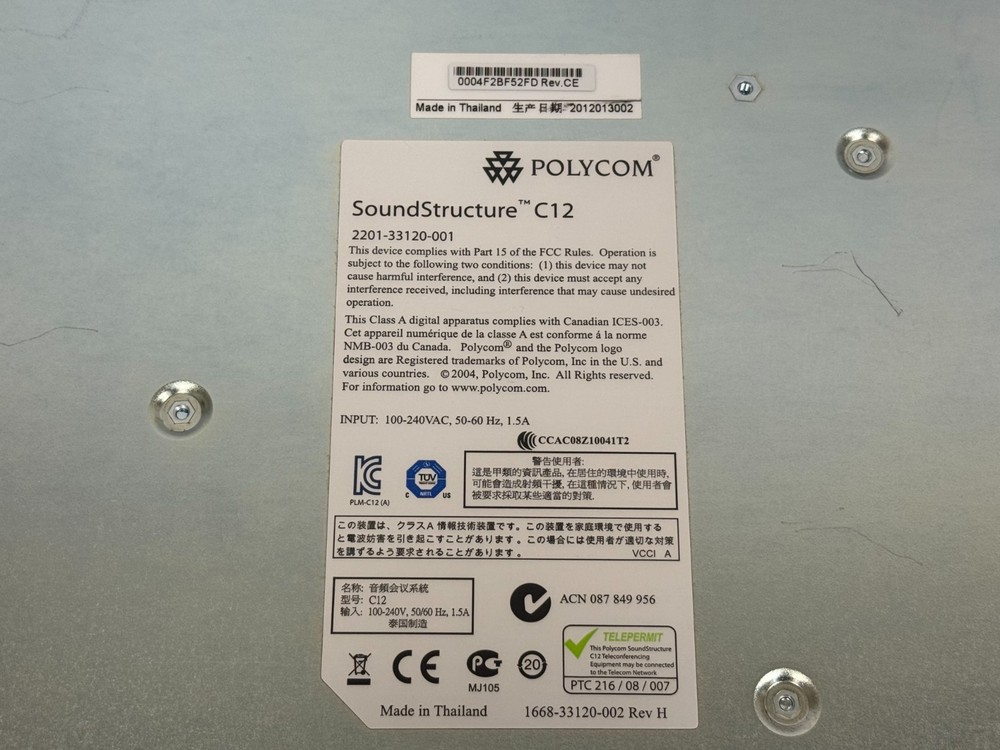 0004F2BF52FD Rev.CE
Made in Thailand 生产日期: 2012013002
POLYCOM®
SoundStructure™ C12
2201-33120-001
This device complies with Part 15 of the FCC Rules. Operation is
subject to the following two conditions: (1) this device may not
cause harmful interference, and (2) this device must accept any
interference received, including interference that may cause undesired
operation.
This Class A digital apparatus complies with Canadian ICES-003.
Cet appareil numérique de la classe A est conforme á la norme
NMB-003 du Canada. Polycom® and the Polycom logo
design are Registered trademarks of Polycom, Inc in the U.S. and
various countries. ©2004, Polycom, Inc. All Rights reserved.
For information go to www.polycom.com.
INPUT: 100-240VAC, 50-60 Hz, 1.5A
CCAC08Z10041T2
PLM-C12 (A)
TÜV
C NRTL US
警告使用者:
這是甲類的資訊產品, 在居住的環境中使用時,
可能會造成射頻干擾, 在這種情況下, 使用者會
被要求採取某些適當的對策.
この装置は、クラスA 情報技術装置です。この装置を家庭環境で使用する
と電波妨害を引き起こすことがあります。この場合には使用者が適切な対策
を講ずるよう要求されることがあります。 VCCI A
名称: 音頻会议系統
型号: C12
输入: 100-240V, 50/60 Hz, 1.5A
泰国制造
ACN 087 849 956
CE
MJ105
20
TELEPERMIT
This Polycom SoundStructure
C12 Teleconferencing
Equipment may be connected
to the Telecom Network
PTC 216 / 08 / 007
Made in Thailand 1668-33120-002 Rev H